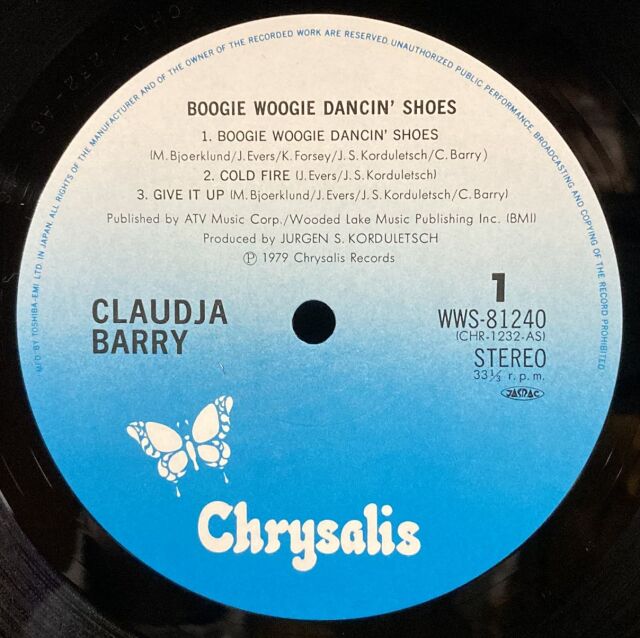 MFD. BY TOSHIBA-EMI LTD. IN JAPAN. ALL RIGHTS OF THE MANUFACTURER AND OF THE OWNER OF THE RECORDED WORK ARE RESERVED. UNAUTHORIZED PUBLIC PERFORMANCE, BROADCASTING AND COPYING OF THE RECORD PROHIBITED
BOOGIE WOOGIE DANCIN' SHOES
1. BOOGIE WOOGIE DANCIN' SHOES
(M. Bjoerklund/J. Evers/K. Forsey/J. S. Korduletsch/C. Barry)
2. COLD FIRE (J. Evers/J. S. Korduletsch)
3. GIVE IT UP (M. Bjoerklund/J. Evers/J. S. Korduletsch/C. Barry)
Published by ATV Music Corp./Wooded Lake Music Publishing Inc. (BMI)
Produced by JURGEN S. KORDULETSCH
Ⓟ 1979 Chrysalis Records
CLAUDJA
BARRY
1
WWS-81240
(CHR-1232-AS)
STEREO
33⅓ r.p.m.
JASRAC
Chrysalis